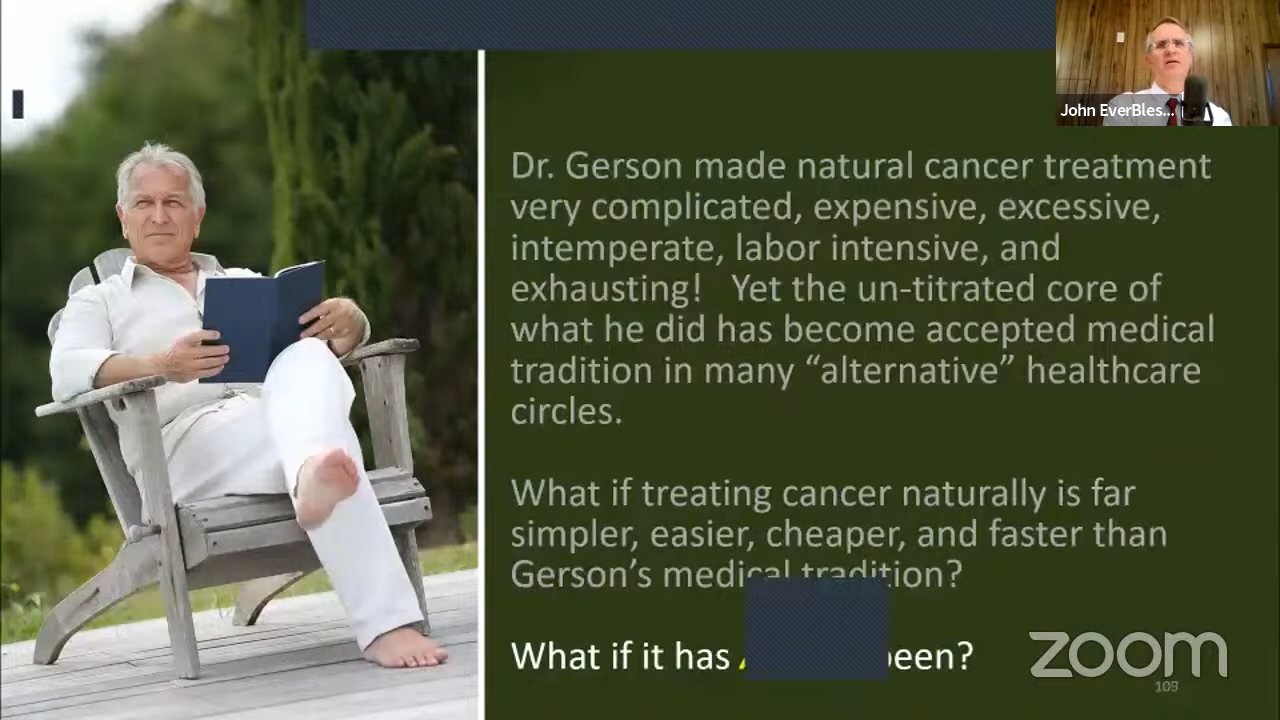 John EverBles...
Dr. Gerson made natural cancer treatment
very complicated, expensive, excessive,
intemperate, labor intensive, and
exhausting! Yet the un-titrated core of
what he did has become accepted medical
tradition in many “alternative” healthcare
circles.
What if treating cancer naturally is far
simpler, easier, cheaper, and faster than
Gerson’s medical tradition?
What if it has been?
zoom
109